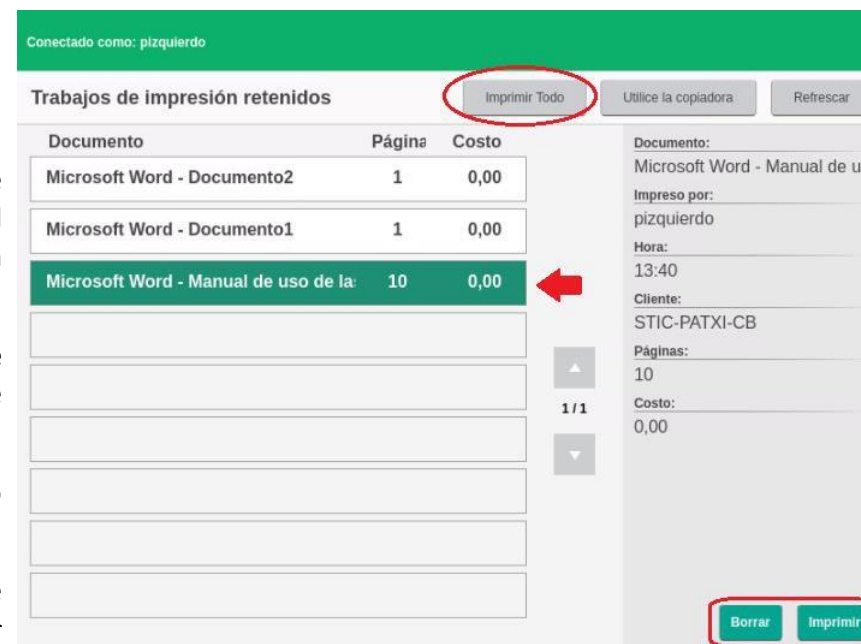 Conectado como: pizquierdo
Trabajos de impresión retenidos
Imprimir Todo
Utilice la copiadora
Refrescar
Documento Página Costo
Microsoft Word - Documento2 1 0,00
Microsoft Word - Documento1 1 0,00
Microsoft Word - Manual de uso de la 10 0,00
1 / 1
Documento:
Microsoft Word - Manual de u
Impreso por:
pizquierdo
Hora:
13:40
Cliente:
STIC-PATXI-CB
Páginas:
10
Costo:
0,00
Borrar
Imprimir